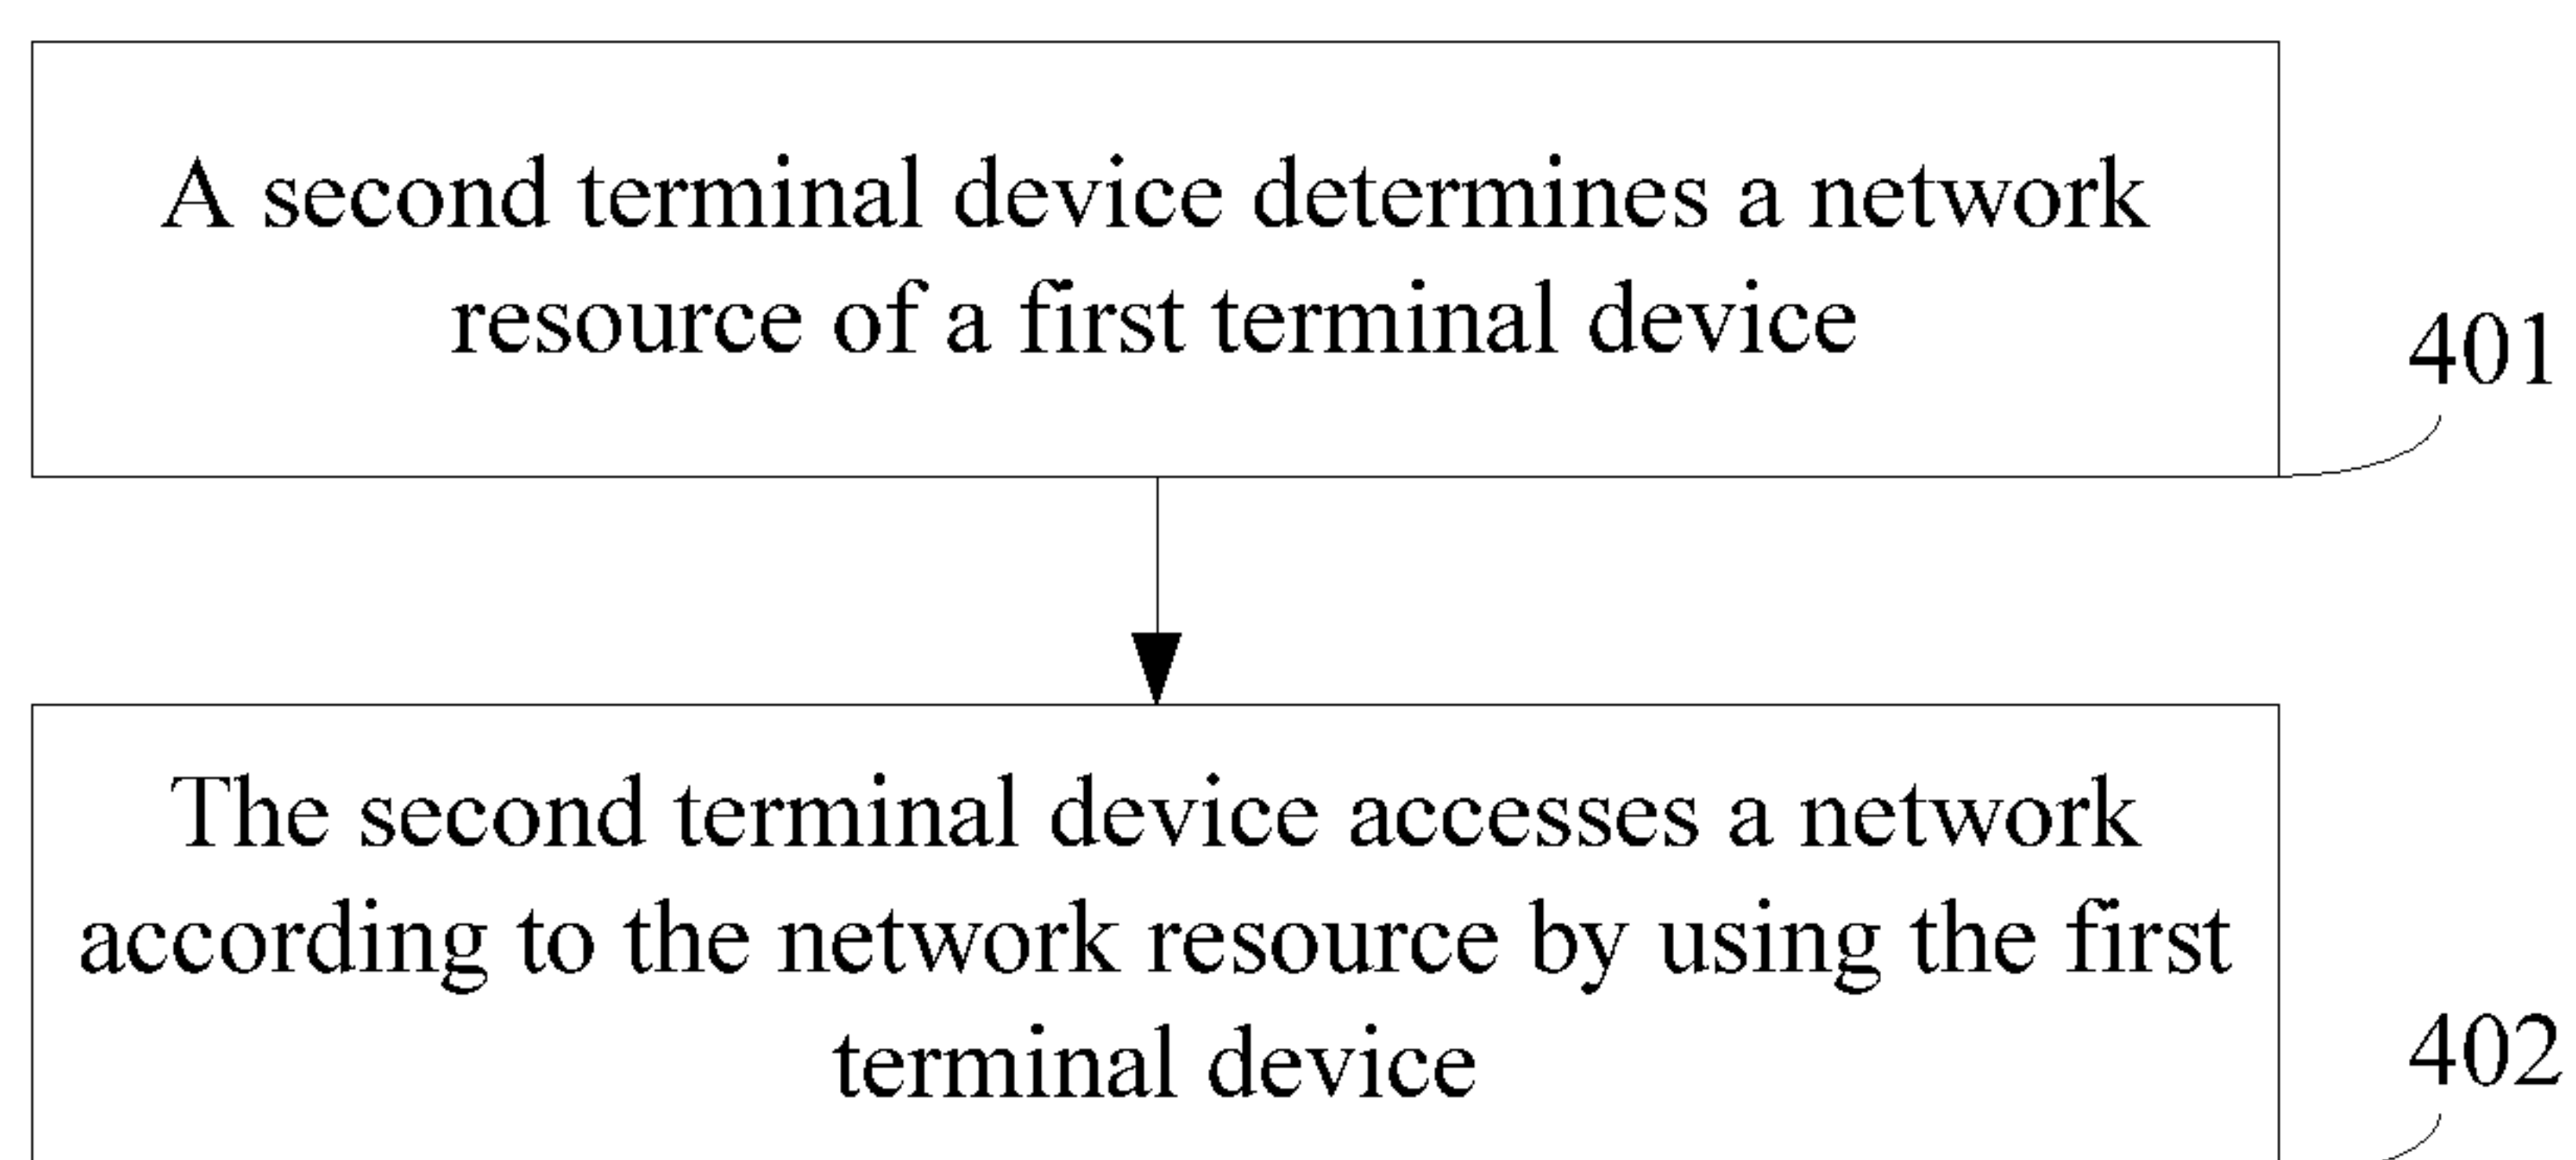 A second terminal device determines a network
resource of a first terminal device
401
The second terminal device accesses a network
according to the network resource by using the first
terminal device
402